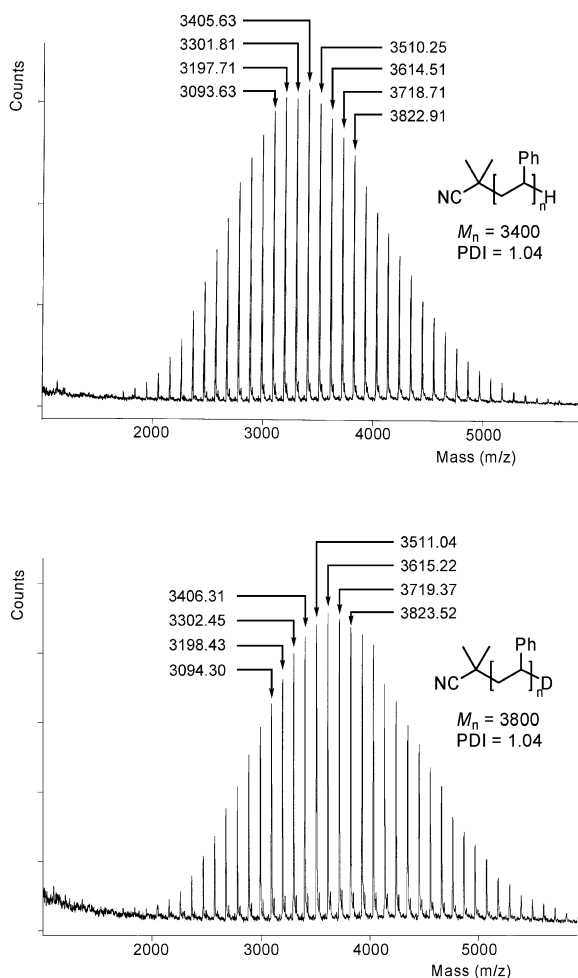 3405.63
3301.81
3197.71
3093.63
3510.25
3614.51
3718.71
3822.91
Counts
Ph
NC
n
H
Mn = 3400
PDI = 1.04
2000 3000 4000 5000
Mass (m/z)
3511.04
3615.22
3719.37
3823.52
3406.31
3302.45
3198.43
3094.30
Counts
Ph
NC
n
D
Mn = 3800
PDI = 1.04
2000 3000 4000 5000
Mass (m/z)